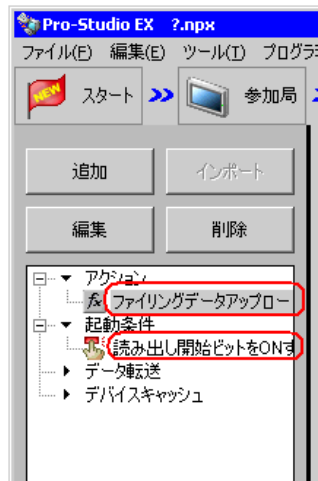 Pro-Studio EX ?.npx
ファイル(F) 編集(E) ツール(T) プログラ
NEW スタート 参加局
追加 インポート
編集 削除
アクション
fx ファイリングデータアップロー
起動条件
読み出し開始ビットをONす
データ転送
デバイスキャッシュ